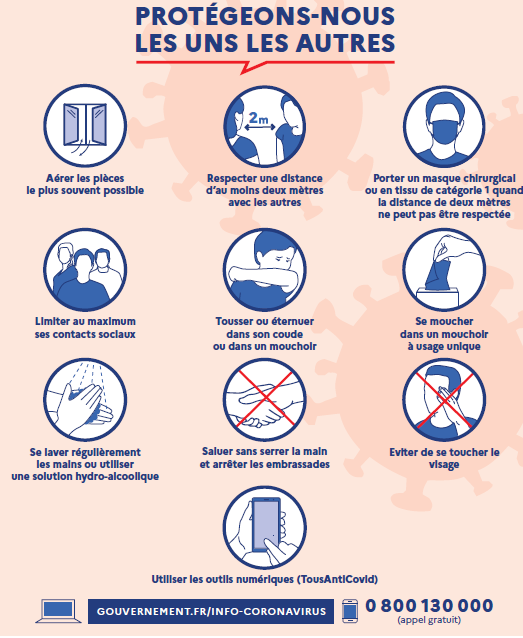 PROTÉGEONS-NOUS
LES UNS LES AUTRES
Aérer les pièces
le plus souvent possible
2m
Respecter une distance
d'au moins deux mètres
avec les autres
Porter un masque chirurgical
ou en tissu de catégorie 1 quand
la distance de deux mètres
ne peut pas être respectée
Limiter au maximum
ses contacts sociaux
Tousser ou éternuer
dans son coude
ou dans un mouchoir
Se moucher
dans un mouchoir
à usage unique
Se laver régulièrement
les mains ou utiliser
une solution hydro-alcoolique
Saluer sans serrer la main
et arrêter les embrassades
Eviter de se toucher le
visage
Utiliser les outils numériques (TousAntiCovid)
GOUVERNEMENT.FR/INFO-CORONAVIRUS
0 800 130 000
(appel gratuit)